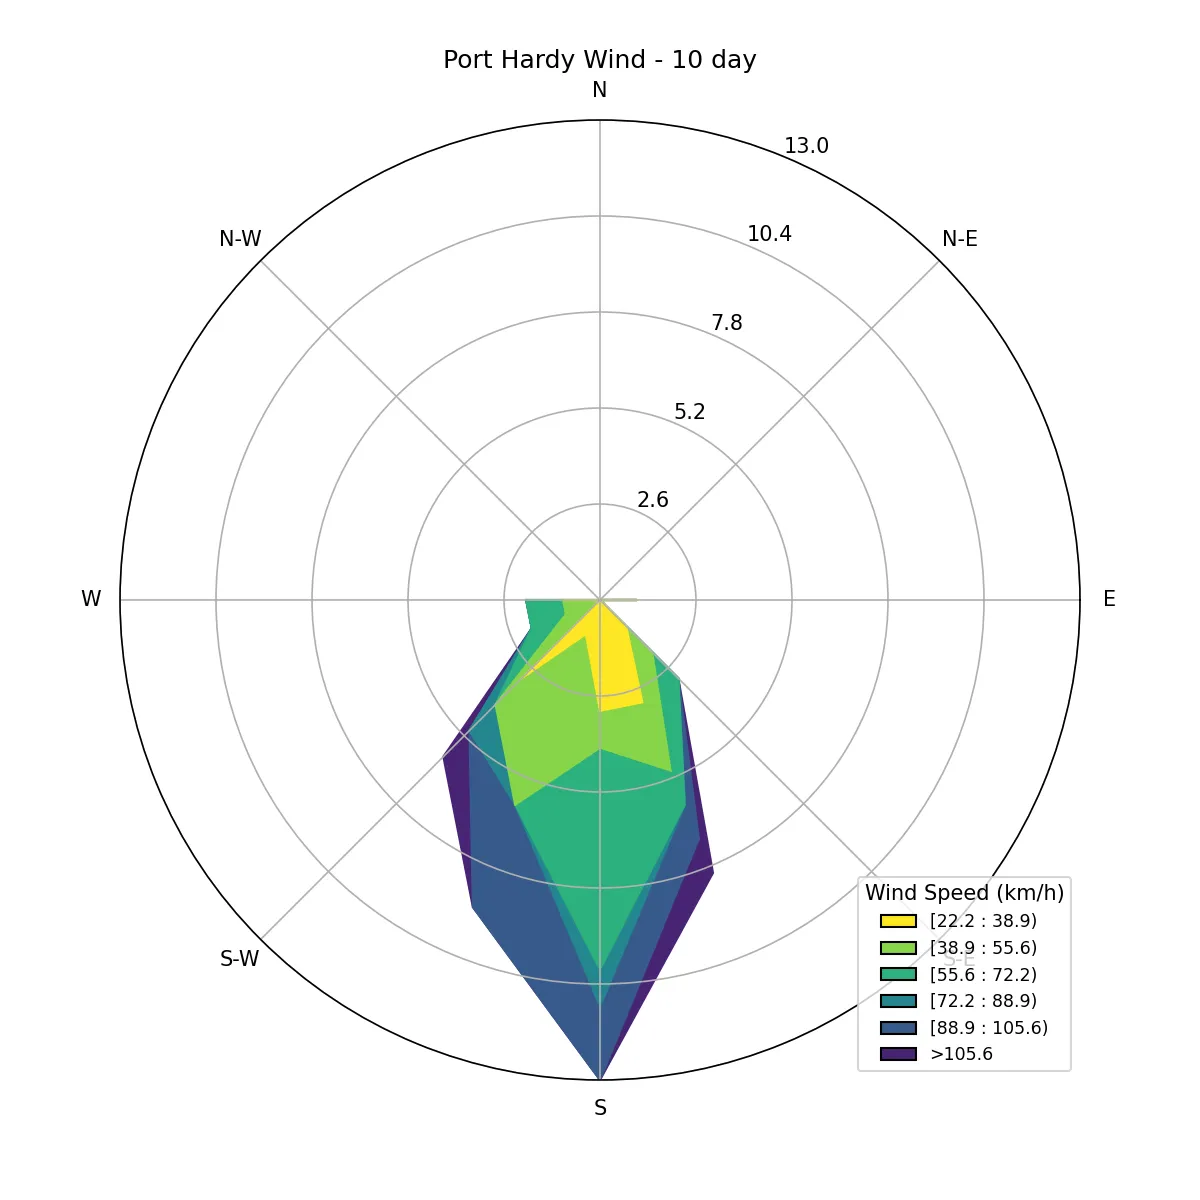 Port Hardy Wind - 10 day
N
13.0
N-W
N-E
10.4
7.8
5.2
2.6
W
E
S-W
S-E
S
Wind Speed (km/h)
[22.2 : 38.9)
[38.9 : 55.6)
[55.6 : 72.2)
[72.2 : 88.9)
[88.9 : 105.6)
>105.6